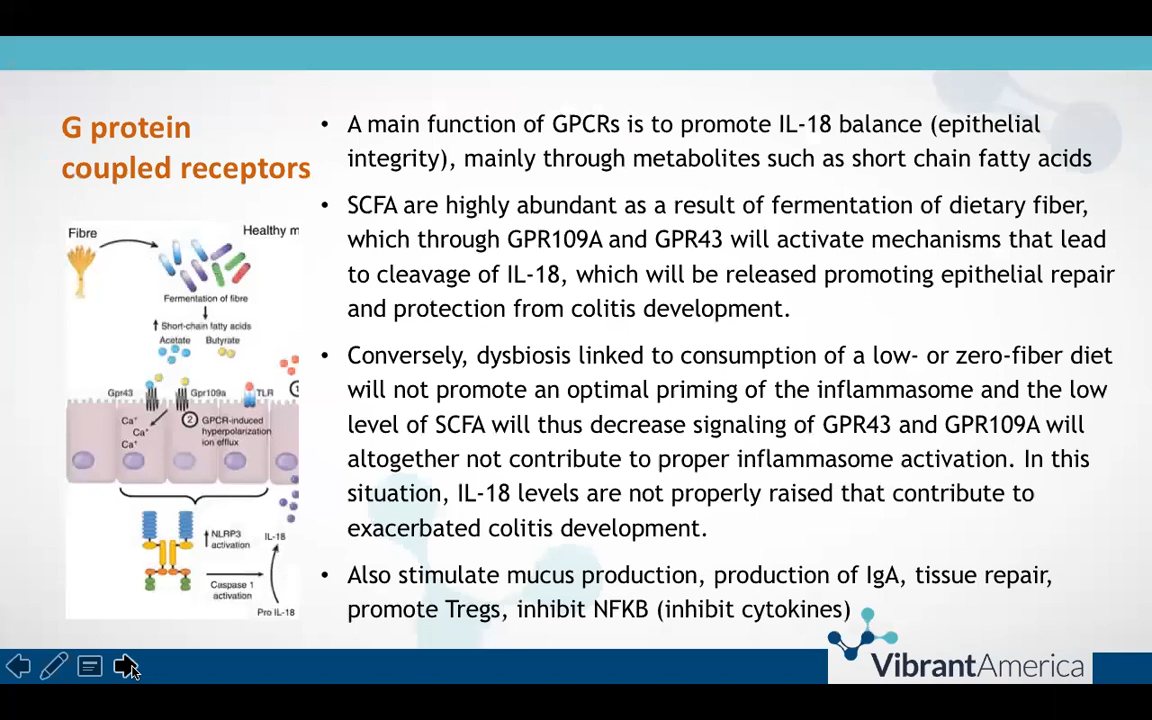 G protein
coupled receptors
• A main function of GPCRs is to promote IL-18 balance (epithelial
integrity), mainly through metabolites such as short chain fatty acids
• SCFA are highly abundant as a result of fermentation of dietary fiber,
which through GPR109A and GPR43 will activate mechanisms that lead
to cleavage of IL-18, which will be released promoting epithelial repair
and protection from colitis development.
• Conversely, dysbiosis linked to consumption of a low- or zero-fiber diet
will not promote an optimal priming of the inflammasome and the low
level of SCFA will thus decrease signaling of GPR43 and GPR109A will
altogether not contribute to proper inflammasome activation. In this
situation, IL-18 levels are not properly raised that contribute to
exacerbated colitis development.
• Also stimulate mucus production, production of IgA, tissue repair,
promote Tregs, inhibit NFKB (inhibit cytokines)
Fibre
Healthy m
Fermentation of fibre
Short-chain fatty acids
Acetate Butyrate
Gpr43 Gpr109a TLR
Ca⁺
Ca⁺
Ca⁺
2 GPCR-induced
hyperpolarization
ion efflux
NLRP3
activation
IL-18
Caspase 1
activation
Pro IL-18
VibrantAmerica